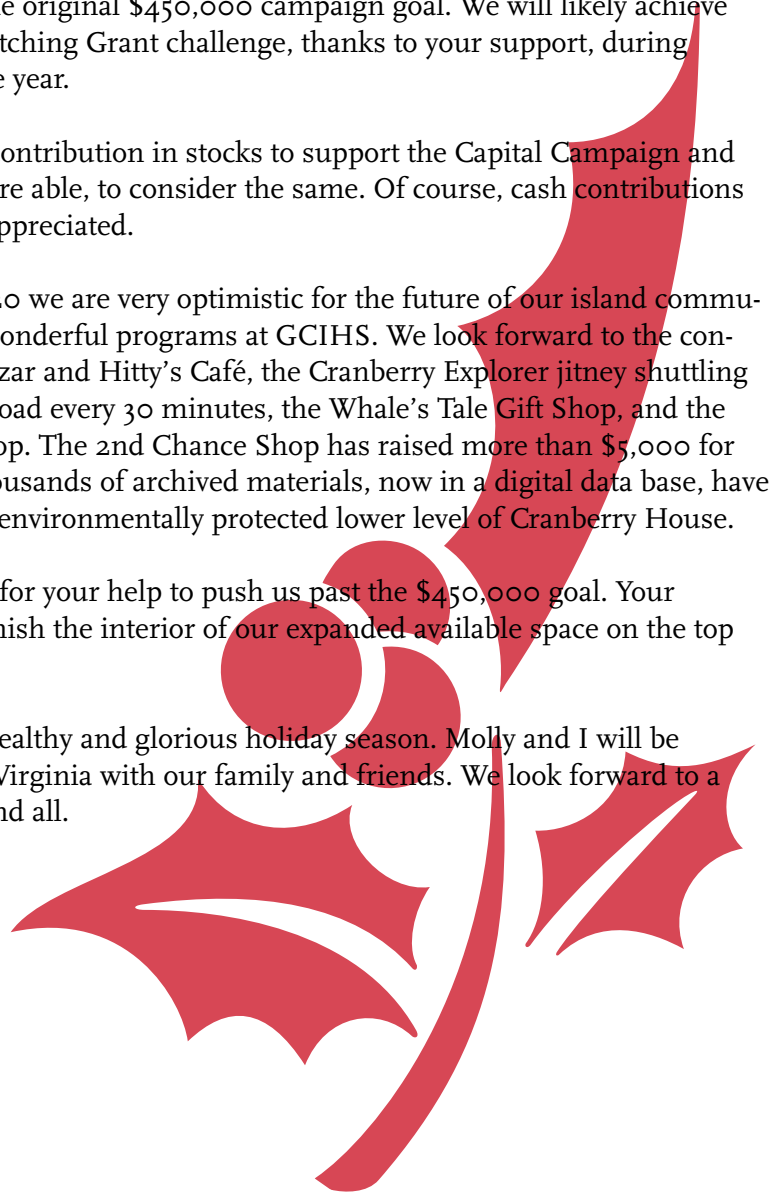 e original $450,000 campaign goal. We will likely achieve
tching Grant challenge, thanks to your support, during
e year.
ontribution in stocks to support the Capital Campaign and
re able, to consider the same. Of course, cash contributions
ppreciated.
20 we are very optimistic for the future of our island commu-
onderful programs at GCIHS. We look forward to the con-
zar and Hitty’s Café, the Cranberry Explorer jitney shuttling
oad every 30 minutes, the Whale’s Tale Gift Shop, and the
op. The 2nd Chance Shop has raised more than $5,000 for
ousands of archived materials, now in a digital data base, have
environmentally protected lower level of Cranberry House.
for your help to push us past the $450,000 goal. Your
nish the interior of our expanded available space on the top
ealthy and glorious holiday season. Molly and I will be
Virginia with our family and friends. We look forward to a
nd all.